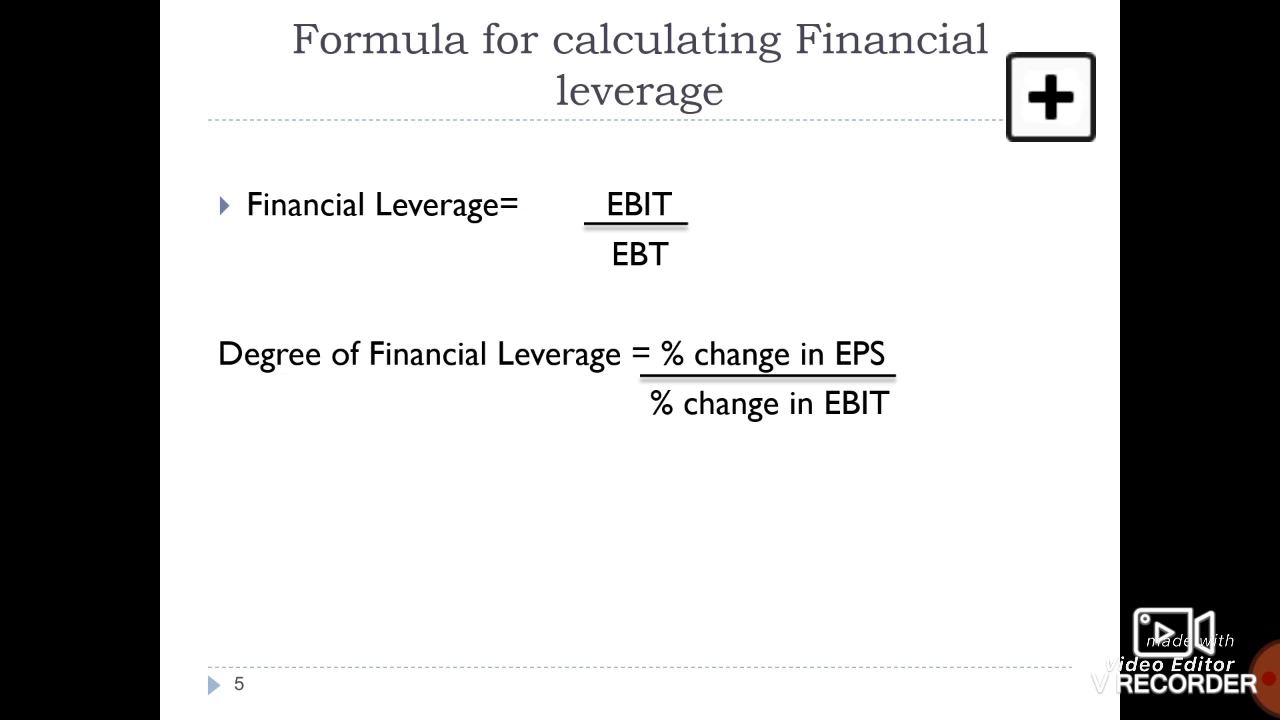 Formula for calculating Financial
leverage
Financial Leverage= EBIT
EBT
Degree of Financial Leverage = % change in EPS
% change in EBIT
5
made with
Video Editor
V RECORDER